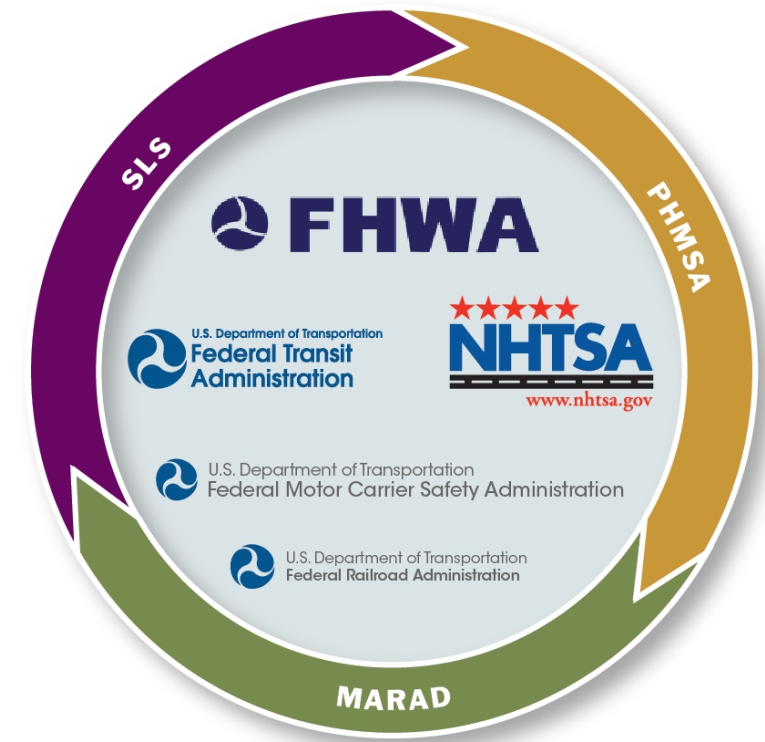 SLS
PHMSA
FHWA
U.S. Department of Transportation
Federal Transit
Administration
NHTSA
www.nhtsa.gov
U.S. Department of Transportation
Federal Motor Carrier Safety Administration
U.S. Department of Transportation
Federal Railroad Administration
MARAD